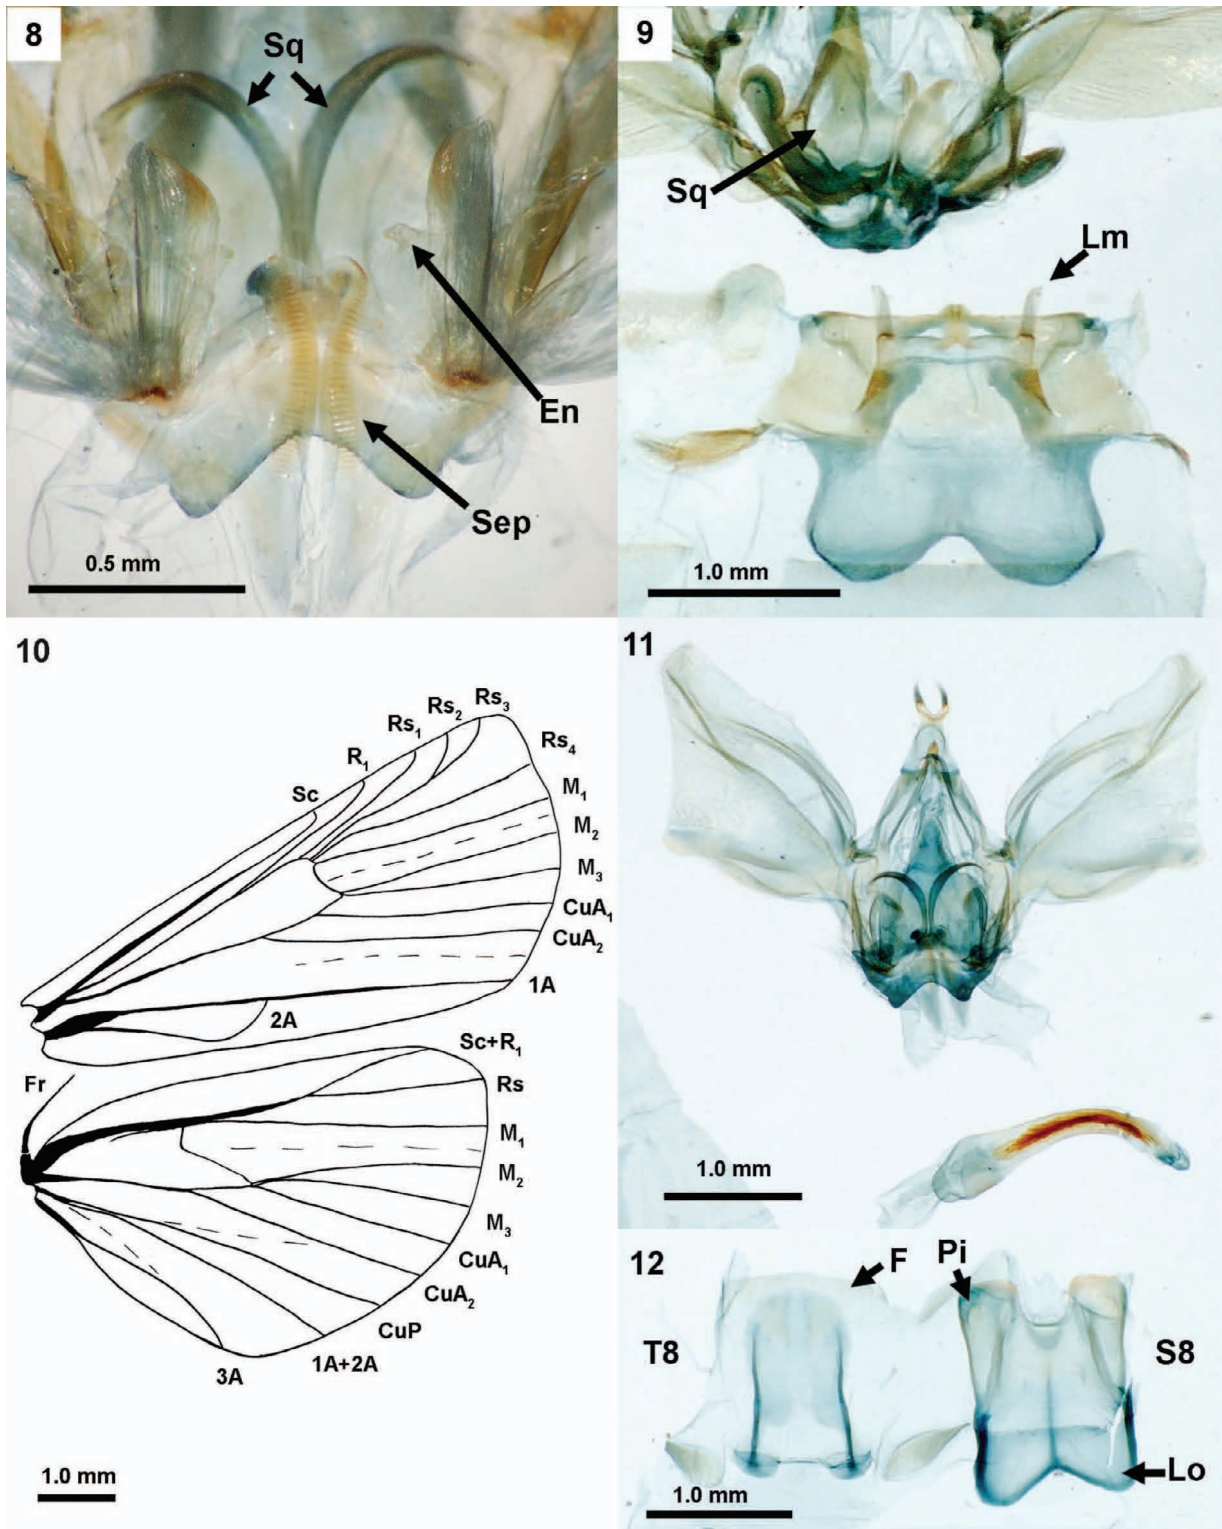 8
Sq
En
Sep
0.5 mm
9
Sq
Lm
1.0 mm
10
Sc
R1
Rs1
Rs2
Rs3
Rs4
M1
M2
M3
CuA1
CuA2
1A
2A
Sc+R1
Fr
Rs
M1
M2
M3
CuA1
CuA2
CuP
1A+2A
3A
1.0 mm
11
1.0 mm
12
F
Pi
T8
S8
Lo
1.0 mm